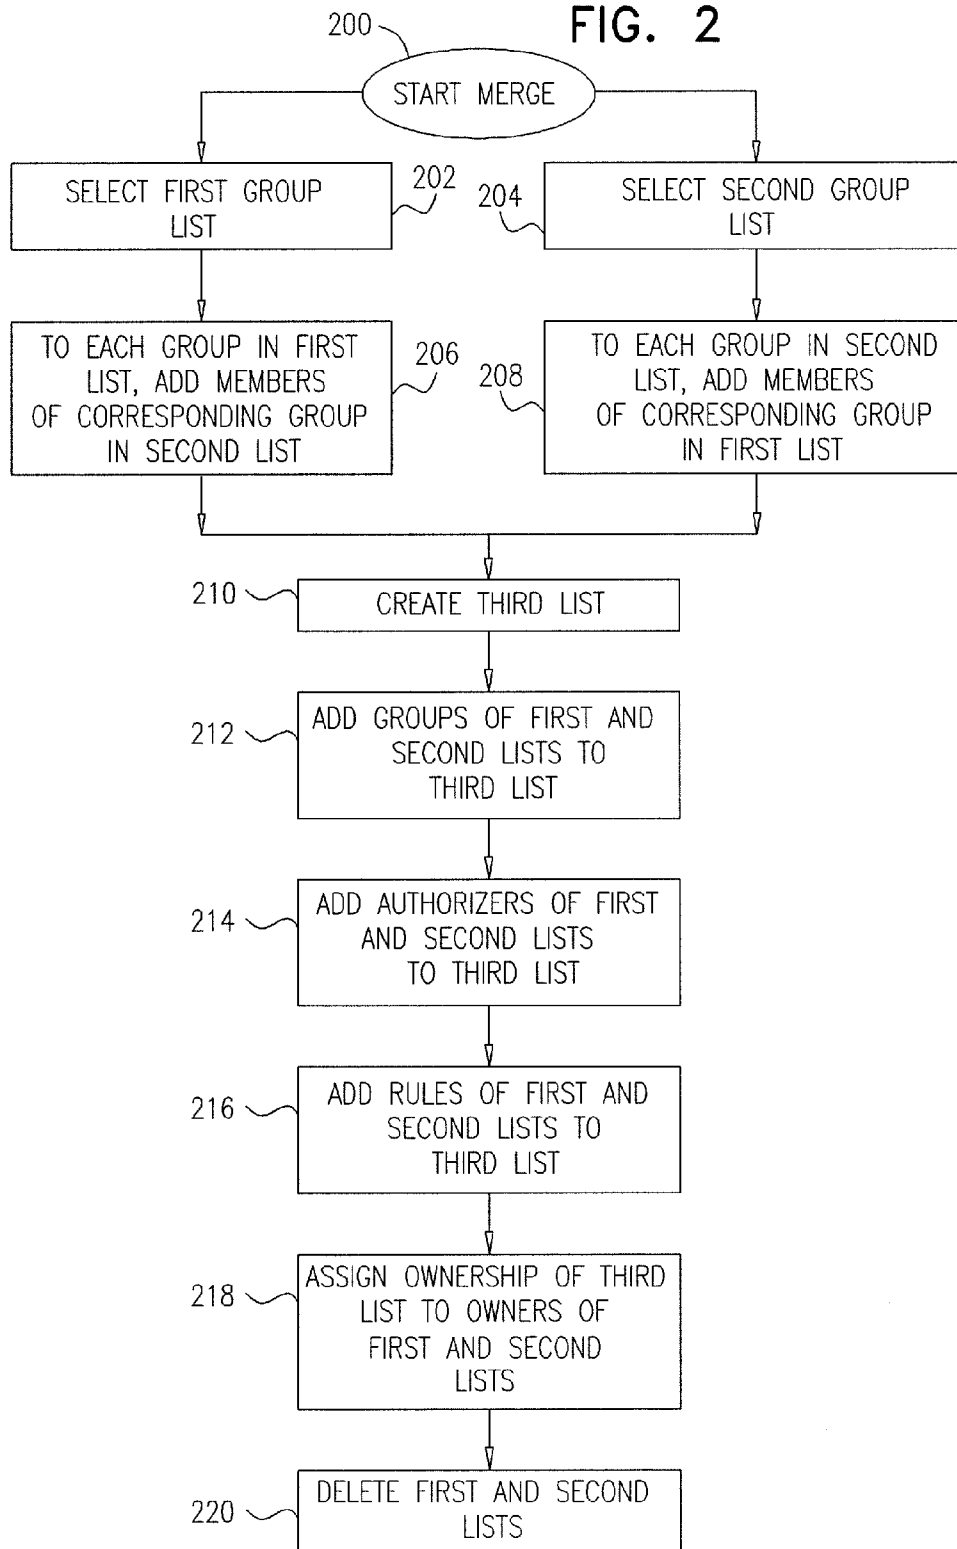 FIG. 2
200
START MERGE
SELECT FIRST GROUP
LIST
202
204
SELECT SECOND GROUP
LIST
TO EACH GROUP IN FIRST
LIST, ADD MEMBERS
OF CORRESPONDING GROUP
IN SECOND LIST
206
208
TO EACH GROUP IN SECOND
LIST, ADD MEMBERS
OF CORRESPONDING GROUP
IN FIRST LIST
210
CREATE THIRD LIST
212
ADD GROUPS OF FIRST AND
SECOND LISTS TO
THIRD LIST
214
ADD AUTHORIZERS OF FIRST
AND SECOND LISTS
TO THIRD LIST
216
ADD RULES OF FIRST AND
SECOND LISTS TO
THIRD LIST
218
ASSIGN OWNERSHIP OF THIRD
LIST TO OWNERS OF
FIRST AND SECOND
LISTS
220
DELETE FIRST AND SECOND
LISTS